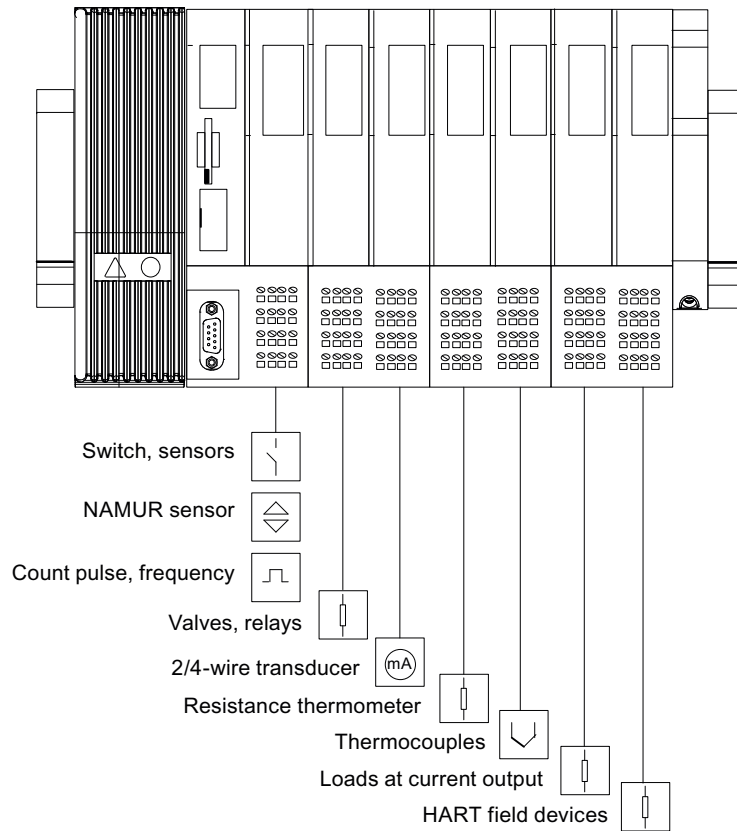 Switch, sensors
NAMUR sensor
Count pulse, frequency
Valves, relays
2/4-wire transducer
mA
Resistance thermometer
Thermocouples
Loads at current output
HART field devices